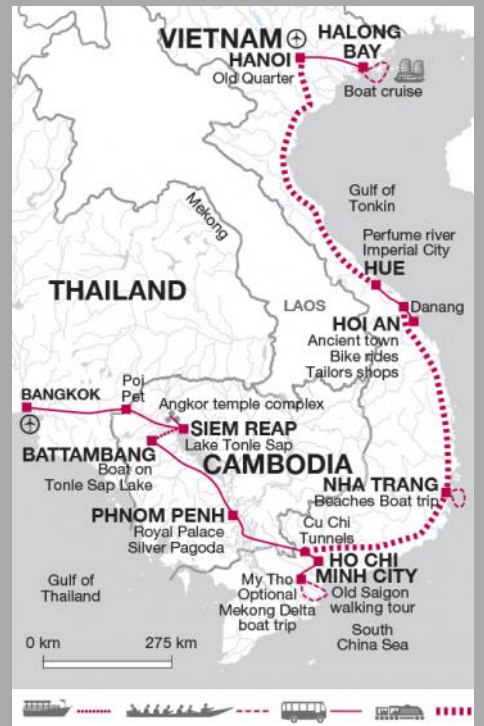 VIETNAM
HANOI
Old Quarter
HALONG
BAY
Boat cruise
Gulf of
Tonkin
Mekong
Perfume river
Imperial City
HUE
THAILAND
LAOS
Danang
HOI AN
Ancient town
Bike rides
Tailors shops
BANGKOK
Poi
Pet
Angkor temple complex
SIEM REAP
Lake Tonle Sap
BATTAMBANG
Boat on
Tonle Sap Lake
CAMBODIA
NHA TRANG
Beaches Boat trip
PHNOM PENH
Royal Palace
Silver Pagoda
Cu Chi
Tunnels
HO CHI
MINH CITY
Old Saigon
walking tour
My Tho
Optional
Mekong Delta
boat trip
Gulf of
Thailand
South
China Sea
0 km 275 km